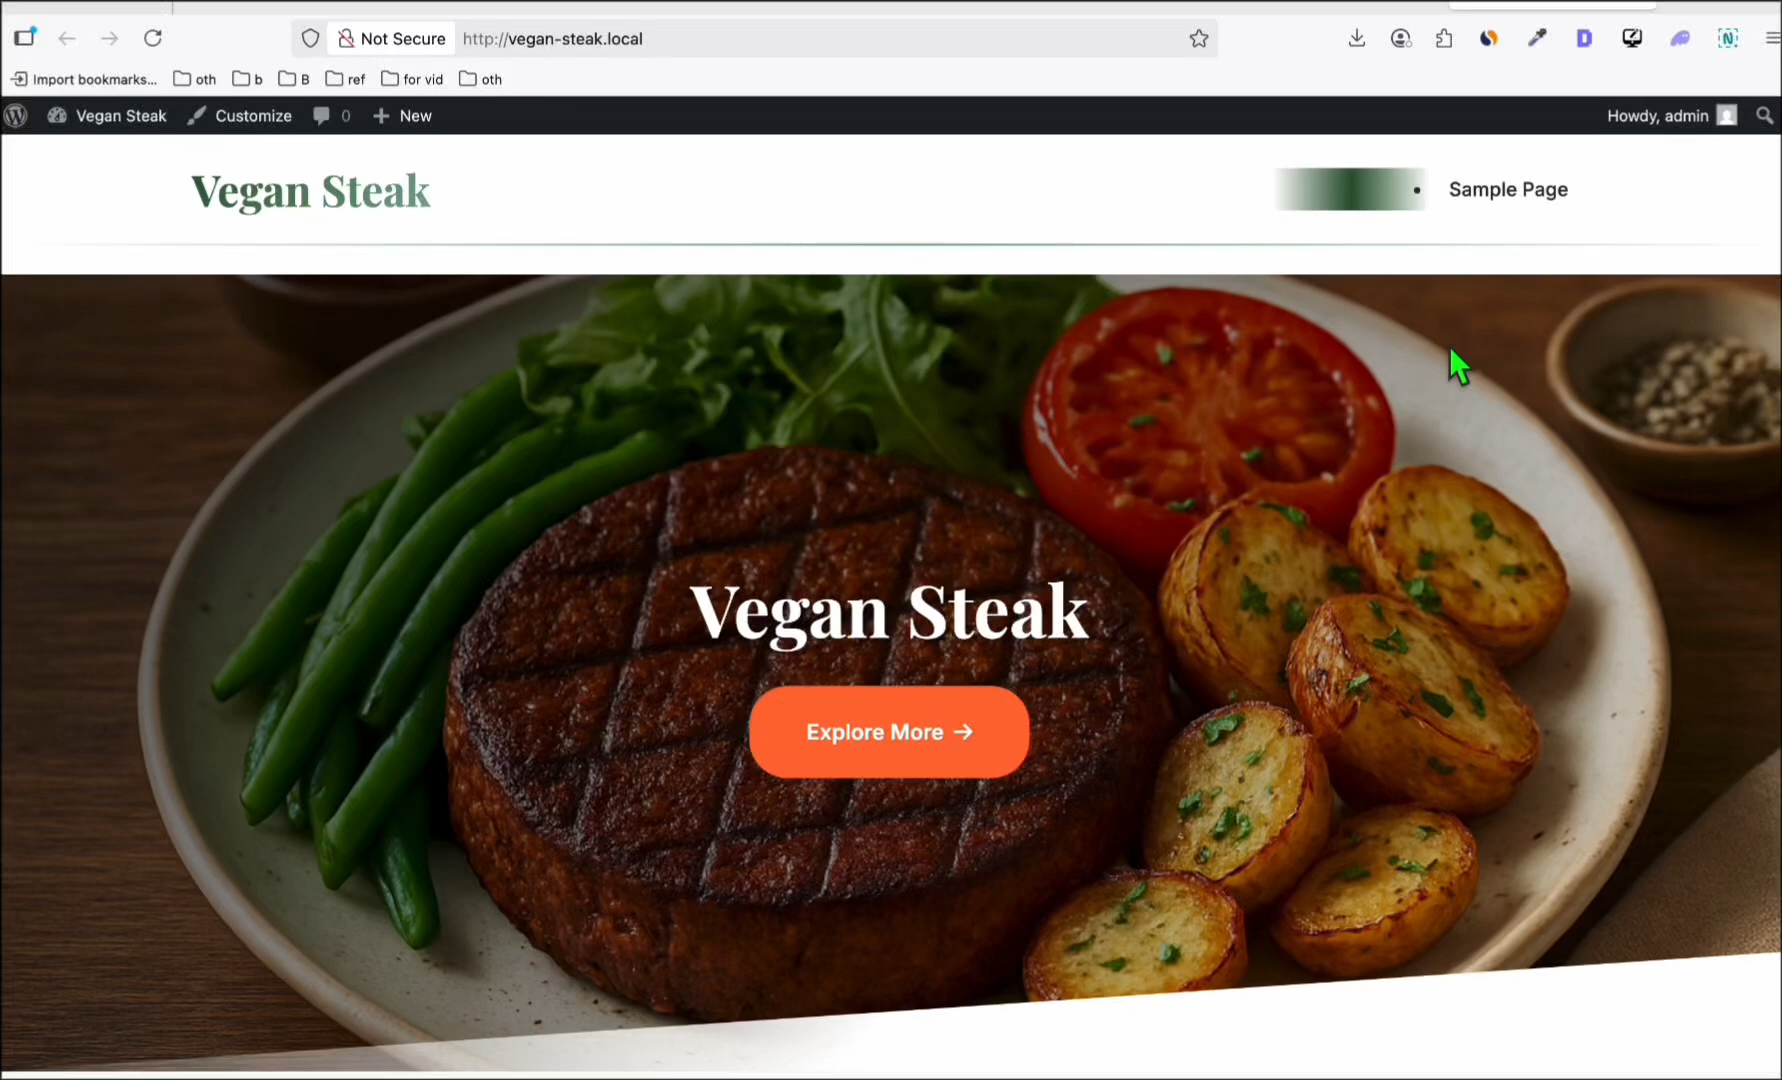 Not Secure http://vegan-steak.local
Import bookmarks... oth b B ref for vid oth
Vegan Steak Customize 0 New Howdy, admin
Vegan Steak Sample Page
Vegan Steak
Explore More →